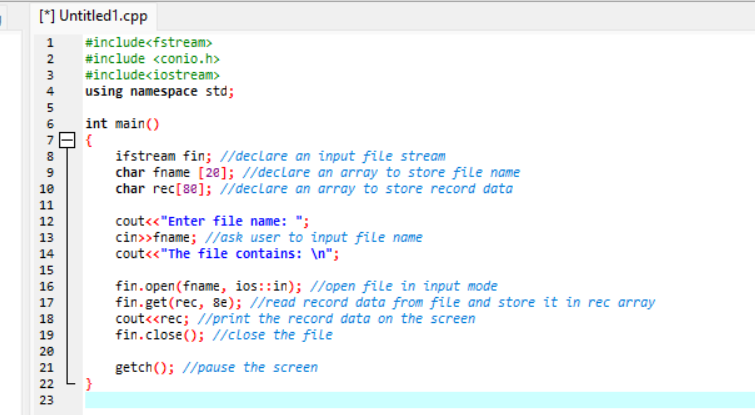 [*] Untitled1.cpp
1 #include<fstream>
2 #include <conio.h>
3 #include<iostream>
4 using namespace std;
5
6 int main()
7 {
8 ifstream fin; //declare an input file stream
9 char fname [20]; //declare an array to store file name
10 char rec[80]; //declare an array to store record data
11
12 cout<<"Enter file name: ";
13 cin>>fname; //ask user to input file name
14 cout<<"The file contains: \n";
15
16 fin.open(fname, ios::in); //open file in input mode
17 fin.get(rec, 8e); //read record data from file and store it in rec array
18 cout<<rec; //print the record data on the screen
19 fin.close(); //close the file
20
21 getch(); //pause the screen
22 }
23